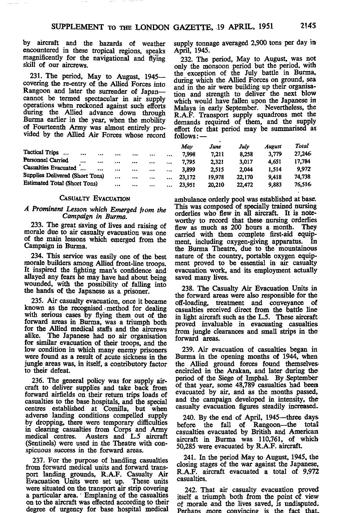 SUPPLEMENT TO THE LONDON GAZETTE, 19 APRIL, 1951
2145
by aircraft and the hazards of weather
encountered in these tropical regions, speaks
magnificently for the navigational and flying
skill of our aircrews.
231. The period, May to August, 1945—
covering the re-entry of the Allied Forces into
Rangoon and later the surrender of Japan—
cannot be termed spectacular in air supply
operations when reckoned against such efforts
during the Allied advance down through
Burma earlier in the year, when the mobility
of Fourteenth Army was almost entirely pro-
vided by the Allied Air Forces whose record
supply tonnage averaged 2,900 tons per day in
April, 1945.
232. The period, May to August, was not
only the monsoon period but the period, with
the exception of the July battle in Burma,
during which the Allied Forces on ground, sea
and in the air were building up their organisa-
tion and strength to deliver the next blow
which would have fallen upon the Japanese in
Malaya in early September. Nevertheless, the
R.A.F. Transport supply squadrons met the
demands required of them, and the supply
effort for that period may be summarised as
follows:—
May June July August Total
Tactical Trips ... 7,998 7,211 8,258 3,779 27,246
Personnel Carried 7,795 2,321 3,017 4,651 17,784
Casualties Evacuated ... 3,899 2,515 2,044 1,514 9,972
Supplies Delivered (Short Tons) 23,172 19,978 22,170 9,418 74,738
Estimated Total (Short Tons) 23,951 20,210 22,472 9,883 76,516
CASUALTY EVACUATION
A Prominent Lesson which Emerged from the
Campaign in Burma.
233. The great saving of lives and raising of
morale due to air casualty evacuation was one
of the main lessons which emerged from the
Campaign in Burma.
234. This service was easily one of the best
morale builders among Allied front-line troops.
It inspired the fighting man's confidence and
allayed any fears he may have had about being
wounded, with the possibility of falling into
the hands of the Japanese as a prisoner.
235. Air casualty evacuation, once it became
known as the recognised method for dealing
with serious cases by flying them out of the
forward areas in Burma, was a triumph both
for the Allied medical staffs and the aircrews
alike. The Japanese had no air organisation
for similar evacuation of their troops, and the
low condition in which many enemy prisoners
were found as a result of acute sickness in the
jungle areas was, in itself, a contributory factor
to their defeat.
236. The general policy was for supply air-
craft to deliver supplies and take back from
forward airfields on their return trips loads of
casualties to the base hospitals, and the special
centres established at Comilla, but when
adverse landing conditions compelled supply
by dropping, there were temporary difficulties
in clearing casualties from Corps and Army
medical centres. Austers and L.5 aircraft
(Sentinels) were used in the Theatre with con-
spicuous success in the forward areas.
237. For the purpose of handling casualties
from forward medical units and forward trans-
port landing grounds, R.A.F. Casualty Air
Evacuation Units were set up. These units
were situated on the transport air strip covering
a particular area. Emplaning of the casualties
on to the aircraft was effected according to their
degree of urgency for base hospital medical
ambulance orderly pool was established at base.
This was composed of specially trained nursing
orderlies who flew in all aircraft. It is note-
worthy to record that these nursing orderlies
flew as much as 200 hours a month. They
carried with them complete first-aid equip-
ment, including oxygen-giving apparatus. In
the Burma Theatre, due to the mountainous
nature of the country, portable oxygen equip-
ment proved to be essential in air casualty
evacuation work, and its employment actually
saved many lives.
238. The Casualty Air Evacuation Units in
the forward areas were also responsible for the
off-loading, treatment and conveyance of
casualties received direct from the battle line
in light aircraft such as the L.5. These aircraft
proved invaluable in evacuating casualties
from jungle clearances and small strips in the
forward areas.
239. Air evacuation of casualties began in
Burma in the opening months of 1944, when
the Allied ground forces found themselves
encircled in the Arakan, and later during the
period of the Siege of Imphal. By September
of that year, some 48,789 casualties had been
evacuated by air, and as the months passed,
and the campaign developed in intensity, the
casualty evacuation figures steadily increased.
240. By the end of April, 1945—three days
before the fall of Rangoon—the total
casualties evacuated by British and American
aircraft in Burma was 110,761, of which
50,285 were evacuated by R.A.F. aircraft.
241. In the period May to August, 1945, the
closing stages of the war against the Japanese,
R.A.F. aircraft evacuated a total of 9,972
casualties.
242. That air casualty evacuation proved
itself a triumph both from the point of view
of morale and the lives saved, is undisputed.
Perhaps more convincing is the fact that,